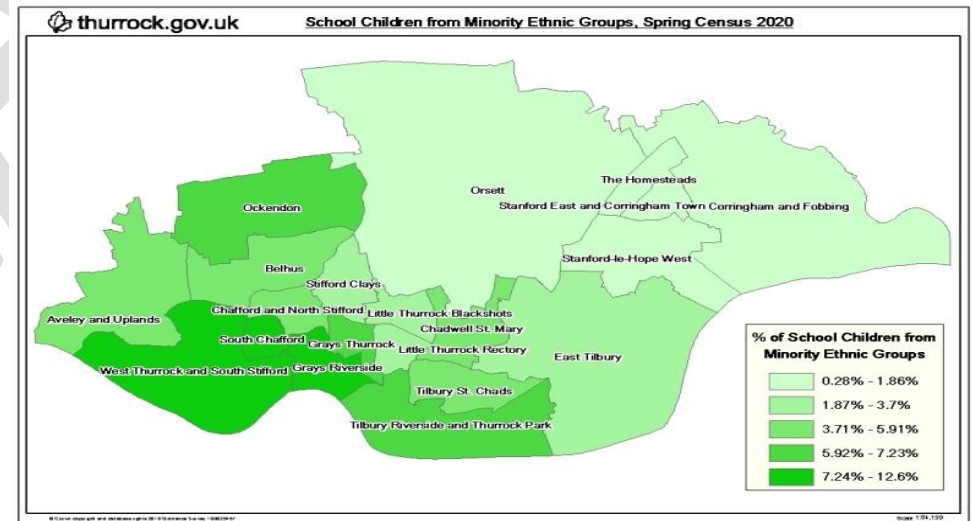 thurrock.gov.uk
School Children from Minority Ethnic Groups, Spring Census 2020
The Homesteads
Orsett
Stanford East and Corringham Town
Corringham and Fobbing
Ockendon
Stanford-le-Hope West
Belhus
Stifford Clays
Chafford and North Stifford
Little Thurrock Blackshots
Aveley and Uplands
Chadwell St. Mary
South Chafford
Grays Thurrock
Little Thurrock Rectory
East Tilbury
West Thurrock and South Stifford
Grays Riverside
Tilbury St. Chads
Tilbury Riverside and Thurrock Park
% of School Children from
Minority Ethnic Groups
0.28% - 1.86%
1.87% - 3.7%
3.71% - 5.91%
5.92% - 7.23%
7.24% - 12.6%